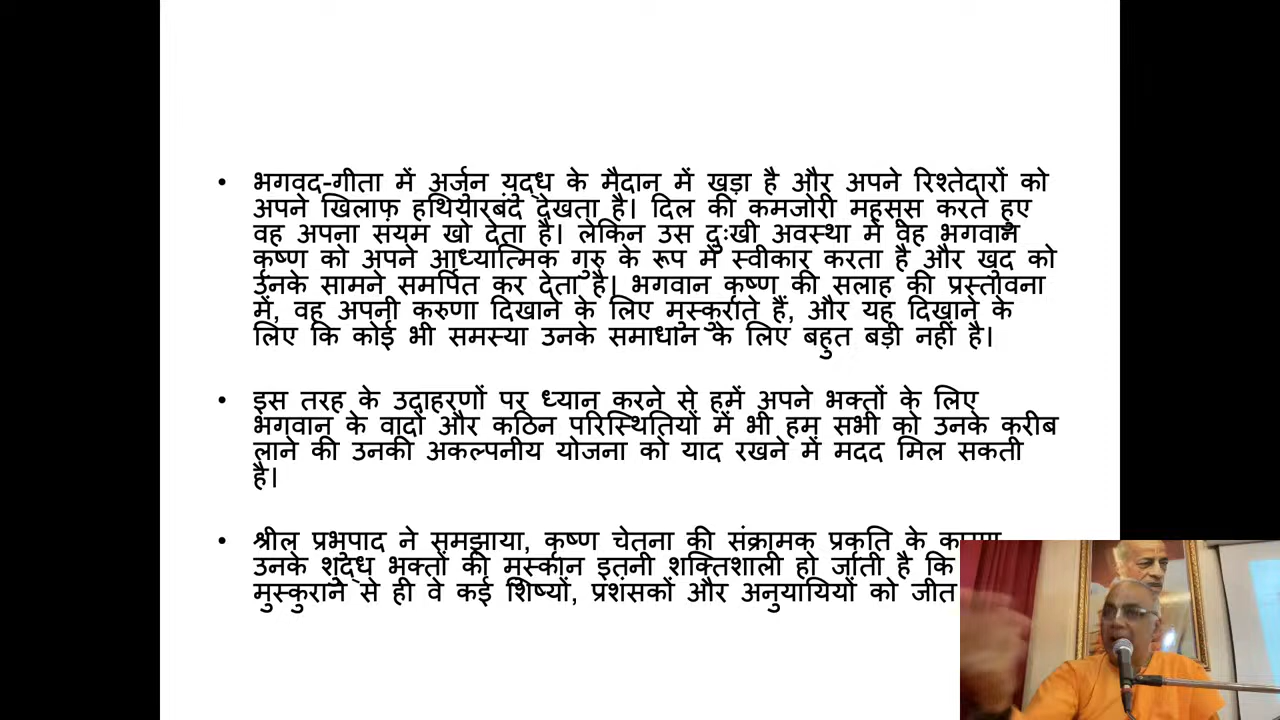 • भगवद-गीता में अर्जुन युद्ध के मैदान में खड़ा है और अपने रिश्तेदारों को
अपने खिलाफ हथियारबंद देखता है। दिल की कमजोरी महसूस करते हुए
वह अपना संयम खो देता है। लेकिन उस दुःखी अवस्था में वह भगवान
कृष्ण को अपने आध्यात्मिक गुरु के रूप में स्वीकार करता है और खुद को
उनके सामने समर्पित कर देता है। भगवान कृष्ण की सलाह की प्रस्तावना
में, वह अपनी करुणा दिखाने के लिए मुस्कुराते हैं, और यह दिखाने के
लिए कि कोई भी समस्या उनके समाधान के लिए बहुत बड़ी नहीं है।
• इस तरह के उदाहरणों पर ध्यान करने से हमें अपने भक्तों के लिए
भगवान के वादों और कठिन परिस्थितियों में भी हम सभी को उनके करीब
लाने की उनकी अकल्पनीय योजना को याद रखने में मदद मिल सकती
है।
• श्रील प्रभुपाद ने समझाया, कृष्ण चेतना की संक्रामक प्रकृति के
उनके शुद्ध भक्तों की मुस्कान इतनी शक्तिशाली हो जाती है कि
मुस्कुराने से ही वे कई शिष्यों, प्रशंसकों और अनुयायियों को जीत